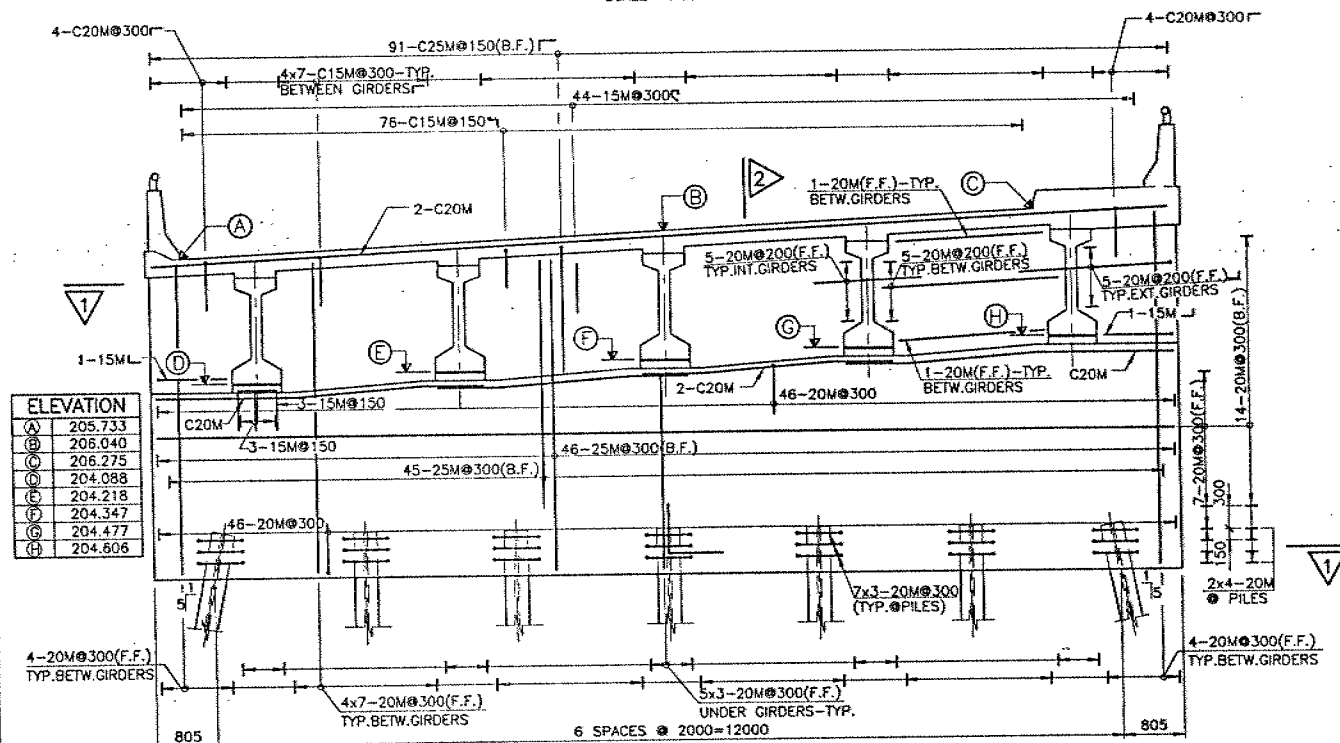 4-C20M@300
4-C20M@300
91-C25M@150(B.F.)
4x7-C15M@300-TYP.
BETWEEN GIRDERS
44-15M@300
76-C15M@150
2
1-20M(F.F.)-TYP.
BETW.GIRDERS
C
B
A
2-C20M
5-20M@200(F.F.)
TYP.INT.GIRDERS
5-20M@200(F.F.)
TYP.BETW.GIRDERS
5-20M@200(F.F.)
TYP.EXT.GIRDERS
1
1-15M
H
G
F
E
D
1-15M
1-20M(F.F.)-TYP.
BETW.GIRDERS
C20M
2-C20M
46-20M@300
14-20M@300(B.F.)
7-20M@300(F.F.)
ELEVATION
A 205.733
B 206.040
C 206.275
D 204.088
E 204.218
F 204.347
G 204.477
H 204.606
C20M
3-15M@150
3-15M@150
46-25M@300(B.F.)
45-25M@300(B.F.)
300
46-20M@300
150
1
2x4-20M
@ PILES
7x3-20M@300
(TYP.@PILES)
1
5
1
5
4-20M@300(F.F.)
TYP.BETW.GIRDERS
4-20M@300(F.F.)
TYP.BETW.GIRDERS
4x7-20M@300(F.F.)
TYP.BETW.GIRDERS
5x3-20M@300(F.F.)
UNDER GIRDERS-TYP.
805
6 SPACES @ 2000=12000
805